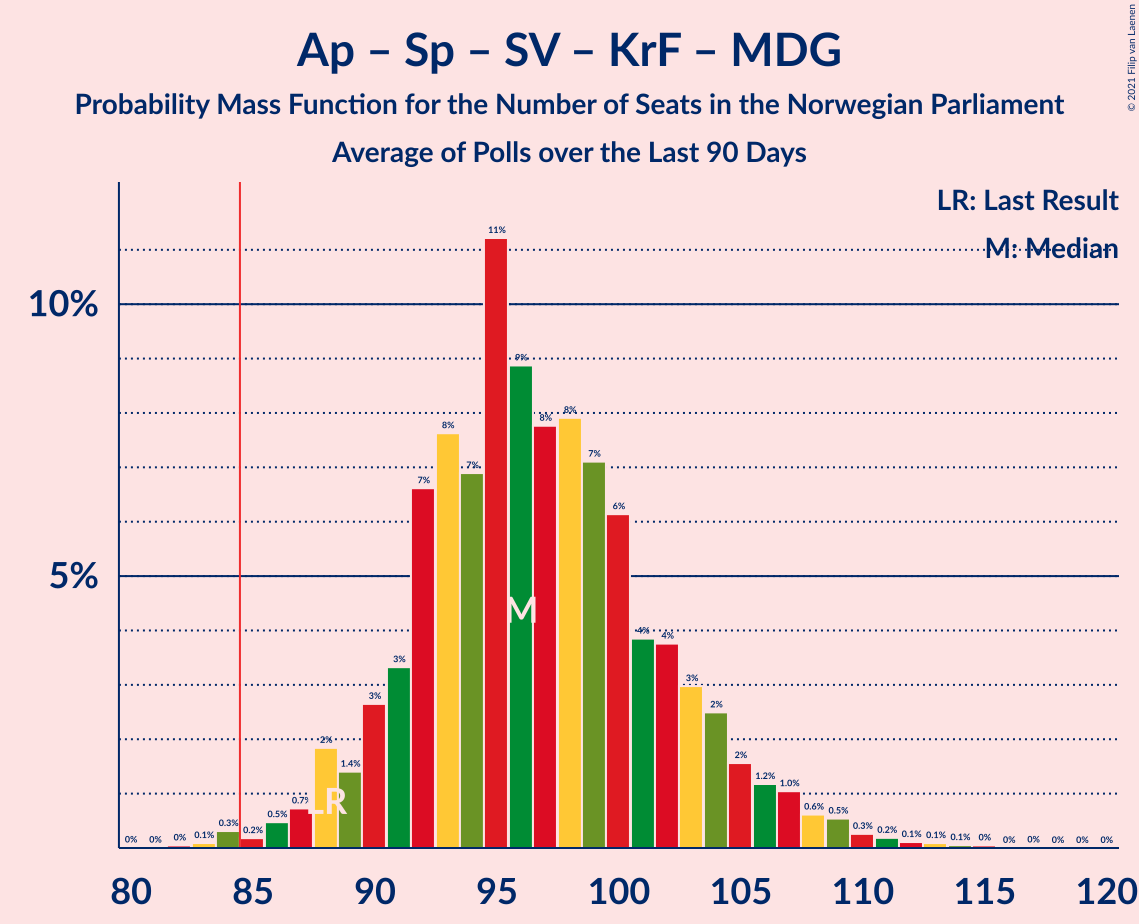 Ap – Sp – SV – KrF – MDG
Probability Mass Function for the Number of Seats in the Norwegian Parliament
Average of Polls over the Last 90 Days
© 2021 Filip van Laenen
LR: Last Result
M: Median
10%
5%
0% 0% 0% 0.1% 0.3% 0.2% 0.5% 0.7% 2% 1.4% 3% 3% 7% 8% 7% 11% 9% 8% 8% 7% 6% 4% 4% 3% 2% 2% 1.2% 1.0% 0.6% 0.5% 0.3% 0.2% 0.1% 0.1% 0.1% 0% 0% 0% 0% 0% 0%
M
LR
80 85 90 95 100 105 110 115 120